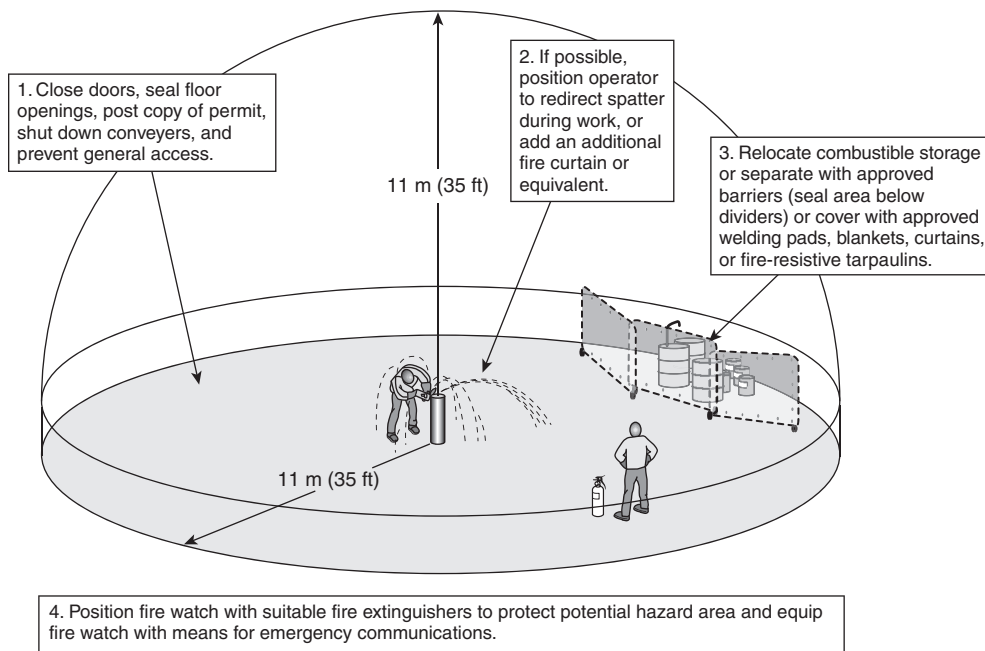 1. Close doors, seal floor
openings, post copy of permit,
shut down conveyers, and
prevent general access.
2. If possible,
position operator
to redirect spatter
during work, or
add an additional
fire curtain or
equivalent.
3. Relocate combustible storage
or separate with approved
barriers (seal area below
dividers) or cover with approved
welding pads, blankets, curtains,
or fire-resistive tarpaulins.
11 m (35 ft)
11 m (35 ft)
4. Position fire watch with suitable fire extinguishers to protect potential hazard area and equip
fire watch with means for emergency communications.